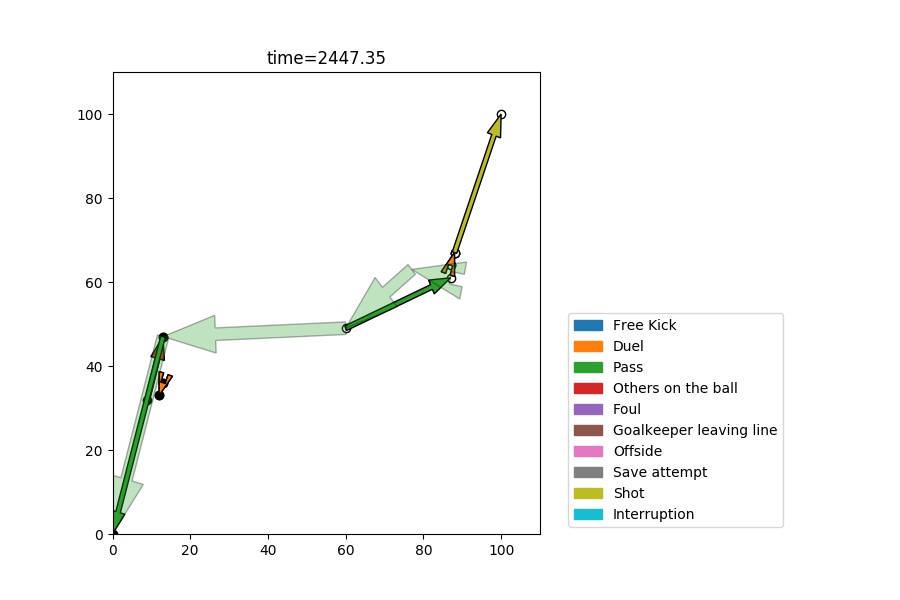 time=2447.35
100
80
60
40
20
0
0 20 40 60 80 100
Free Kick
Duel
Pass
Others on the ball
Foul
Goalkeeper leaving line
Offside
Save attempt
Shot
Interruption